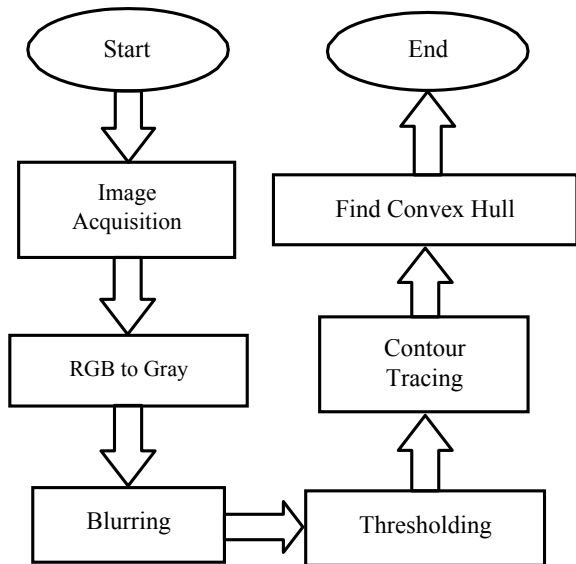 Start
Image
Acquisition
RGB to Gray
Blurring
Thresholding
Contour
Tracing
Find Convex Hull
End